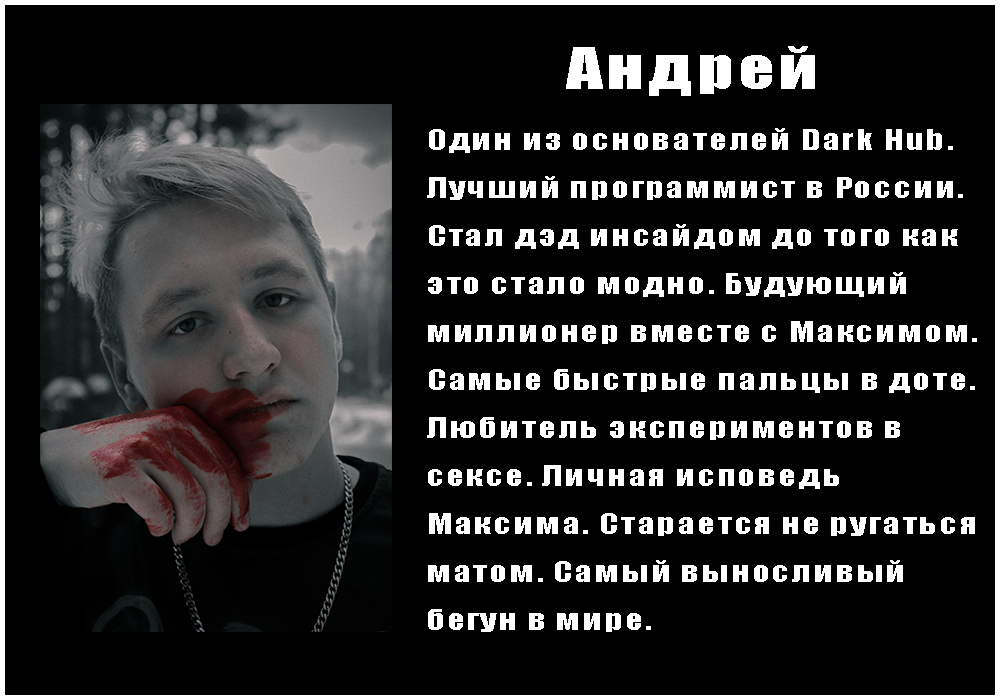 Андрей
Один из основателей Dark Hub.
Лучший программист в России.
Стал дэд инсайдом до того как
это стало модно. Будующий
миллионер вместе с Максимом.
Самые быстрые пальцы в доте.
Любитель экспериментов в
сексе. Личная исповедь
Максима. Старается не ругаться
матом. Самый выносливый
бегун в мире.